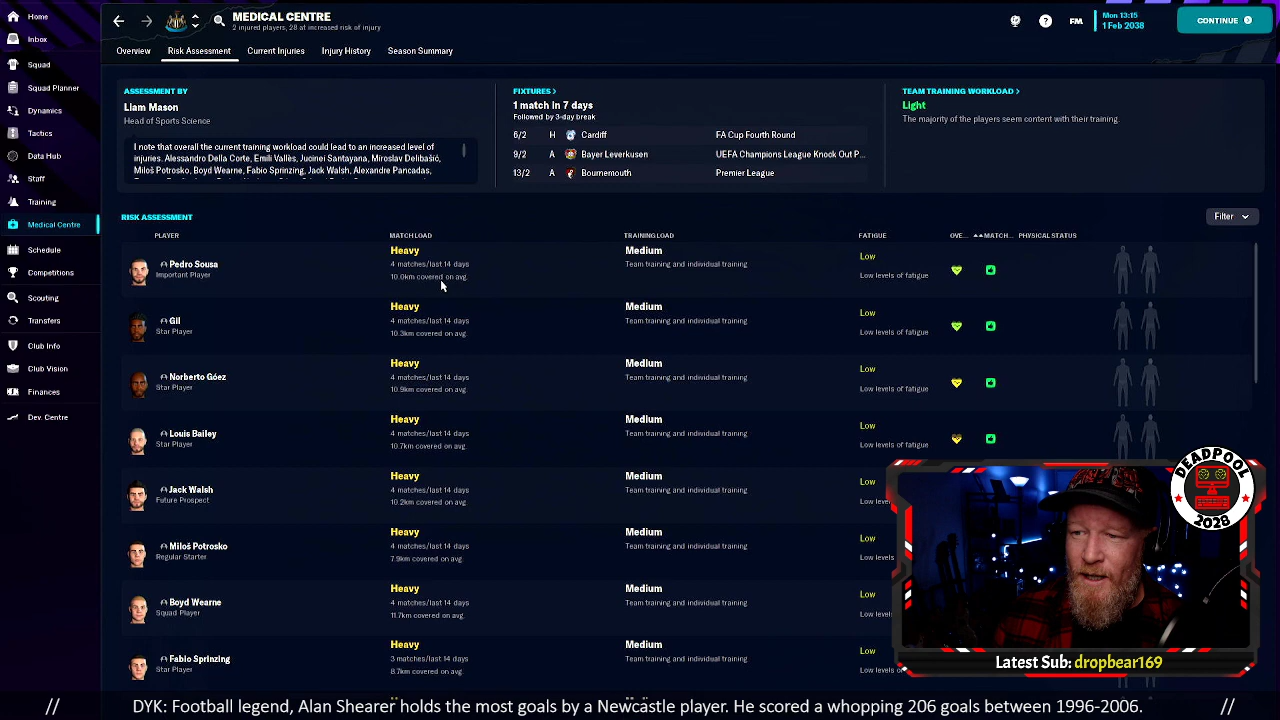 Home
Inbox
Squad
Squad Planner
Dynamics
Tactics
Data Hub
Staff
Training
Medical Centre
Schedule
Competitions
Scouting
Transfers
Club Info
Club Vision
Finances
Dev. Centre
MEDICAL CENTRE
2 injured players, 28 at increased risk of injury
FM
Mon 13:15
1 Feb 2038
CONTINUE
Overview
Risk Assessment
Current Injuries
Injury History
Season Summary
ASSESSMENT BY
Liam Mason
Head of Sports Science
I note that overall the current training workload could lead to an increased level of
injuries. Alessandro Della Corte, Emili Vallès, Jucinei Santayana, Miroslav Delibašić,
Miloš Potrosko, Boyd Wearne, Fabio Sprinzing, Jack Walsh, Alexandre Pancadas,
FIXTURES >
1 match in 7 days
Followed by 3-day break
6/2 H Cardiff FA Cup Fourth Round
9/2 A Bayer Leverkusen UEFA Champions League Knock Out P...
13/2 A Bournemouth Premier League
TEAM TRAINING WORKLOAD >
Light
The majority of the players seem content with their training.
RISK ASSESSMENT
Filter
PLAYER MATCH LOAD TRAINING LOAD FATIGUE OVE... MATCH... PHYSICAL STATUS
Pedro Sousa
Important Player
Heavy
4 matches/last 14 days
10.0km covered on avg.
Medium
Team training and individual training
Low
Low levels of fatigue
Gil
Star Player
Heavy
4 matches/last 14 days
10.3km covered on avg.
Medium
Team training and individual training
Low
Low levels of fatigue
Norberto Góez
Star Player
Heavy
4 matches/last 14 days
10.9km covered on avg.
Medium
Team training and individual training
Low
Low levels of fatigue
Louis Bailey
Star Player
Heavy
4 matches/last 14 days
10.7km covered on avg.
Medium
Team training and individual training
Low
Low levels of fatigue
Jack Walsh
Future Prospect
Heavy
4 matches/last 14 days
10.2km covered on avg.
Medium
Team training and individual training
Low
Low
Miloš Potrosko
Regular Starter
Heavy
4 matches/last 14 days
7.9km covered on avg.
Medium
Team training and individual training
Low
Low levels
Boyd Wearne
Squad Player
Heavy
4 matches/last 14 days
11.7km covered on avg.
Medium
Team training and individual training
Low
Low
Fabio Sprinzing
Star Player
Heavy
3 matches/last 14 days
8.7km covered on avg.
Medium
Team training and individual training
Low
Low levels
DEADPOOL
2028
Latest Sub: dropbear169
// DYK: Football legend, Alan Shearer holds the most goals by a Newcastle player. He scored a whopping 206 goals between 1996-2006. //